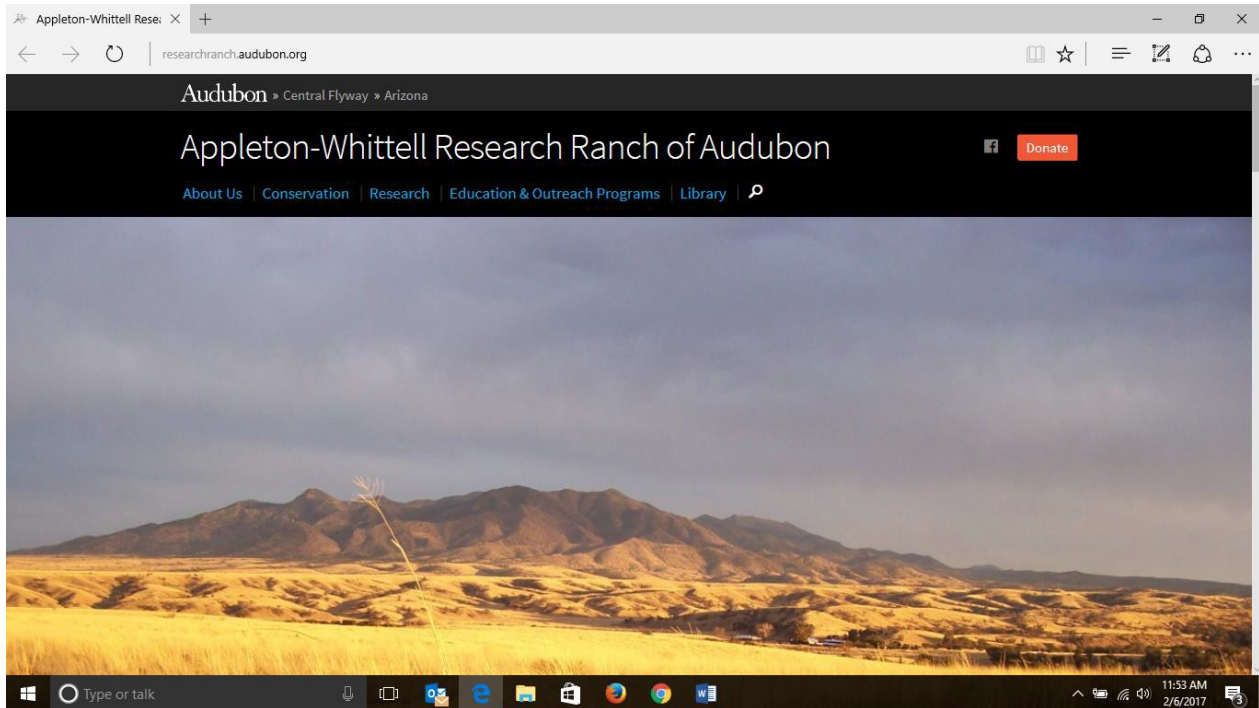 Appleton-Whittell Resea
researchranch.audubon.org
Audubon » Central Flyway » Arizona
Appleton-Whittell Research Ranch of Audubon
Donate
About Us | Conservation | Research | Education & Outreach Programs | Library
Type or talk
11:53 AM
2/6/2017
3